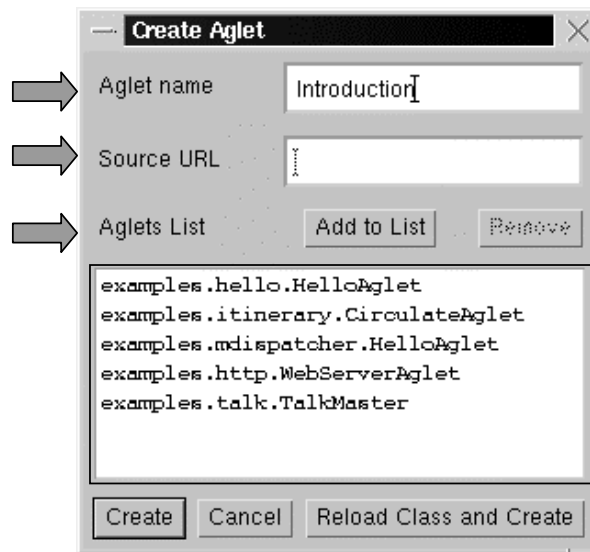 Create Aglet
Aglet name Introduction
Source URL
Aglets List Add to List Remove
examples.hello.HelloAglet
examples.itinerary.CirculateAglet
examples.mdispatcher.HelloAglet
examples.http.WebServerAglet
examples.talk.TalkMaster
Create Cancel Reload Class and Create